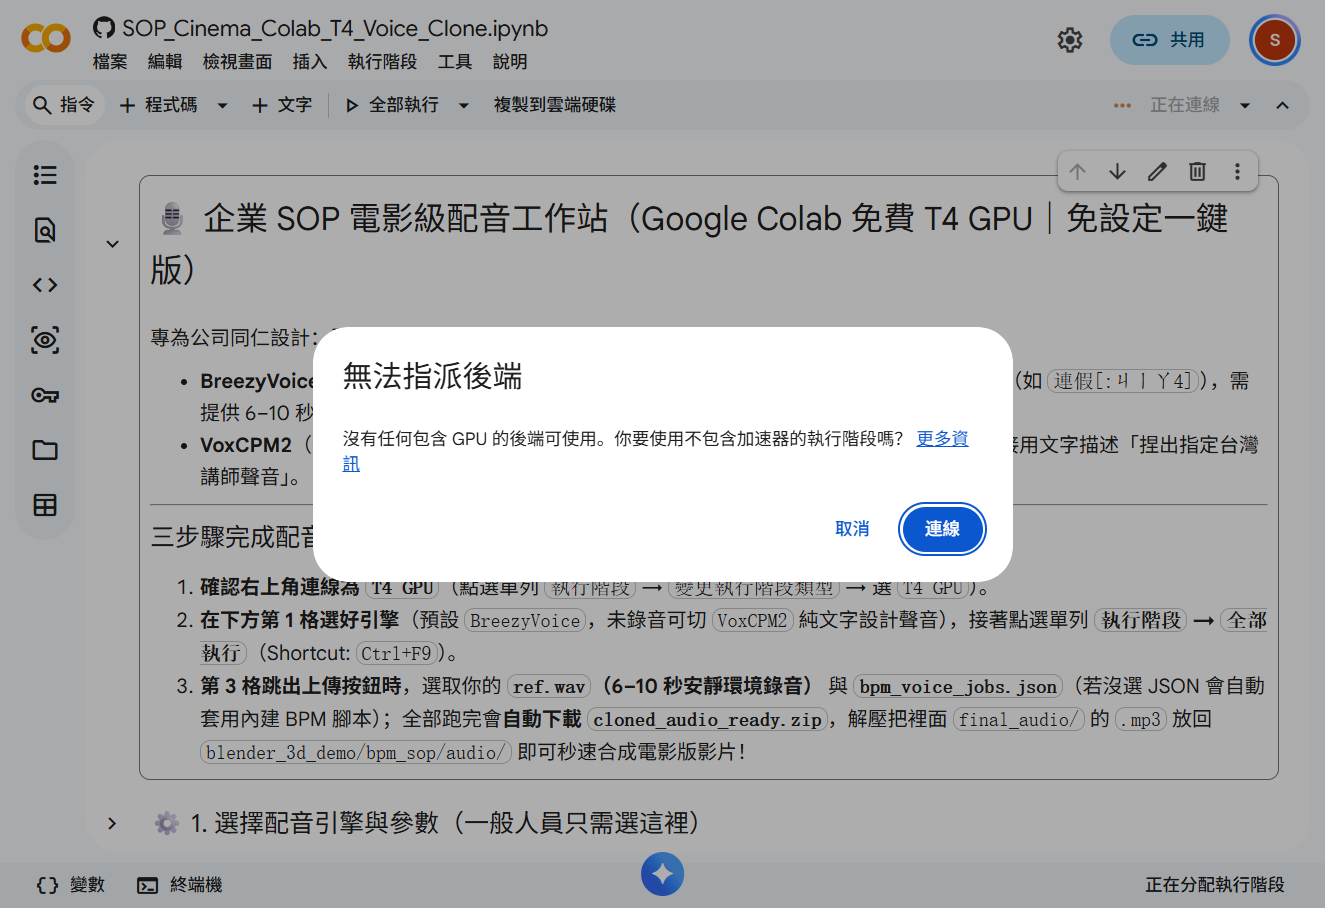 SOP_Cinema_Colab_T4_Voice_Clone.ipynb
檔案 編輯 檢視畫面 插入 執行階段 工具 說明
共用
S
指令 + 程式碼 + 文字 全部執行 複製到雲端硬碟
正在連線
企業 SOP 電影級配音工作站（Google Colab 免費 T4 GPU｜免設定一鍵
版）
專為公司同仁設計：
BreezyVoice
（如 連假[:ㄐㄧㄚ4]），需
提供 6–10 秒
VoxCPM2（
接用文字描述「捏出指定台灣
講師聲音」。
無法指派後端
沒有任何包含 GPU 的後端可使用。你要使用不包含加速器的執行階段嗎？ 更多資
訊
取消 連線
三步驟完成配音
1. 確認右上角連線為 T4 GPU（點選單列 執行階段 → 變更執行階段類型 → 選 T4 GPU）。
2. 在下方第 1 格選好引擎（預設 BreezyVoice，未錄音可切 VoxCPM2 純文字設計聲音），接著點選單列 執行階段 → 全部
執行（Shortcut: Ctrl+F9）。
3. 第 3 格跳出上傳按鈕時，選取你的 ref.wav（6–10 秒安靜環境錄音） 與 bpm_voice_jobs.json（若沒選 JSON 會自動
套用內建 BPM 腳本）；全部跑完會自動下載 cloned_audio_ready.zip，解壓把裡面 final_audio/ 的 .mp3 放回
blender_3d_demo/bpm_sop/audio/ 即可秒速合成電影版影片！
1. 選擇配音引擎與參數（一般人員只需選這裡）
變數 終端機
正在分配執行階段